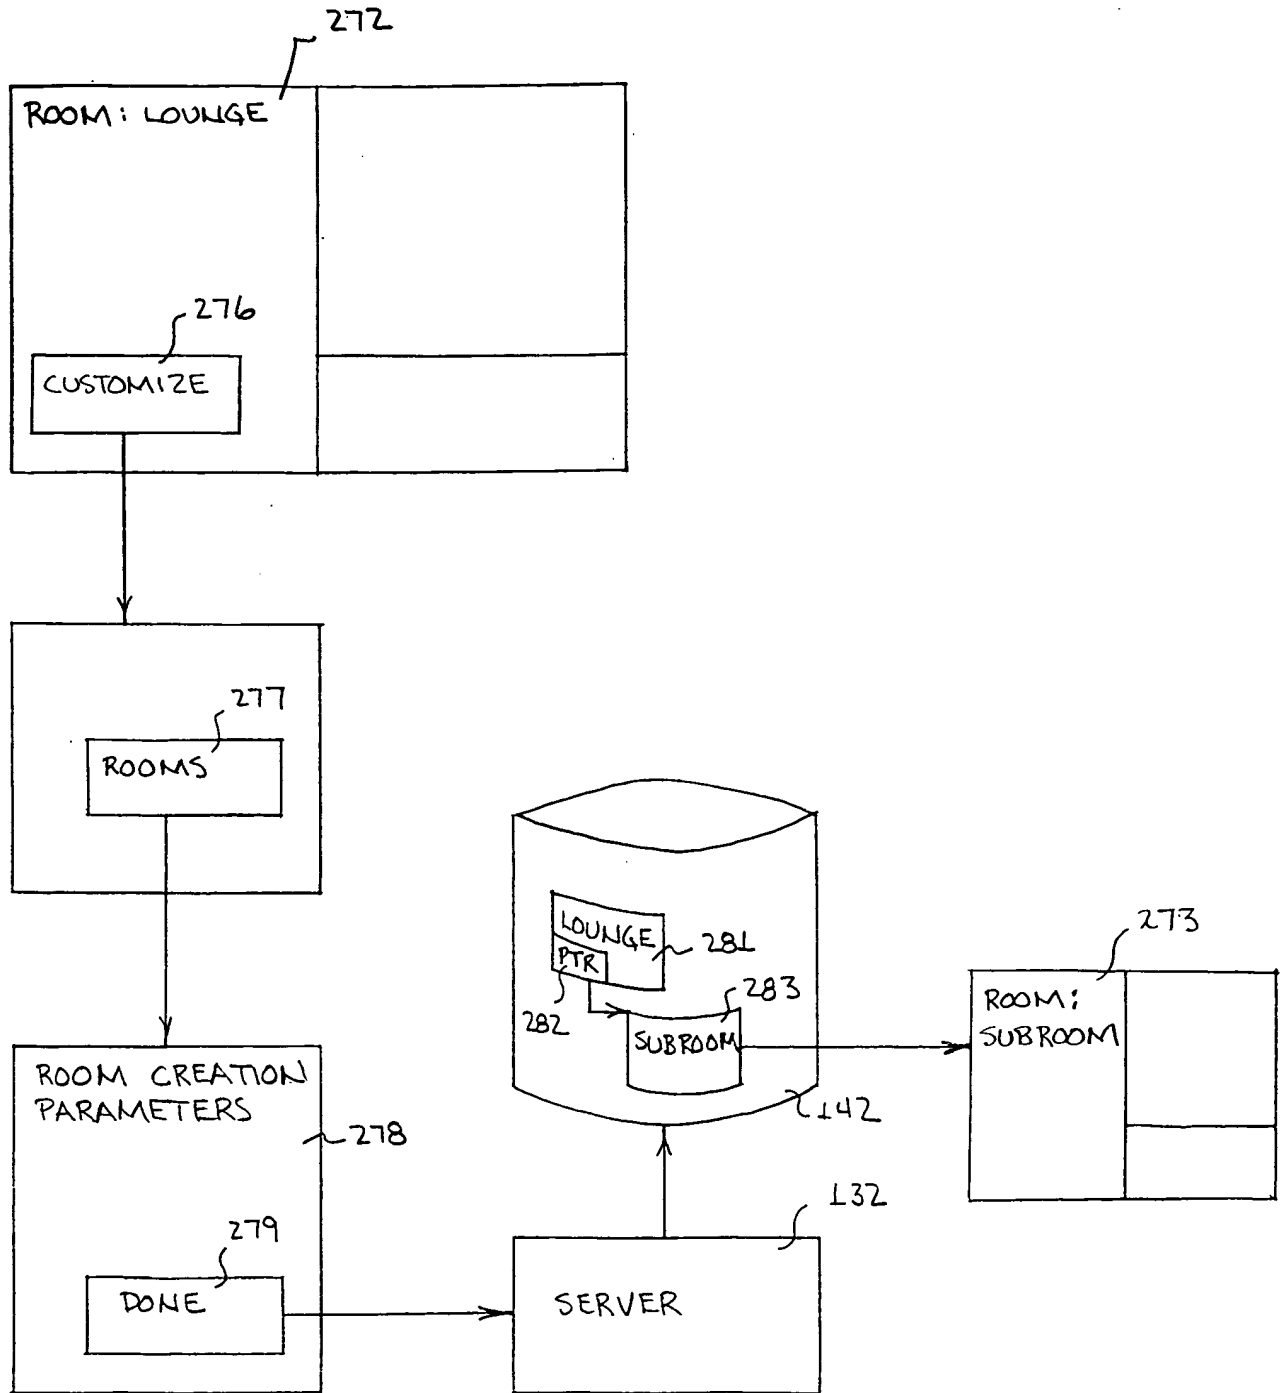 272
ROOM: LOUNGE
276
CUSTOMIZE
277
ROOMS
LOUNGE
281
PTR
282
283
SUBROOM
142
273
ROOM:
SUBROOM
ROOM CREATION
PARAMETERS
278
279
DONE
132
SERVER